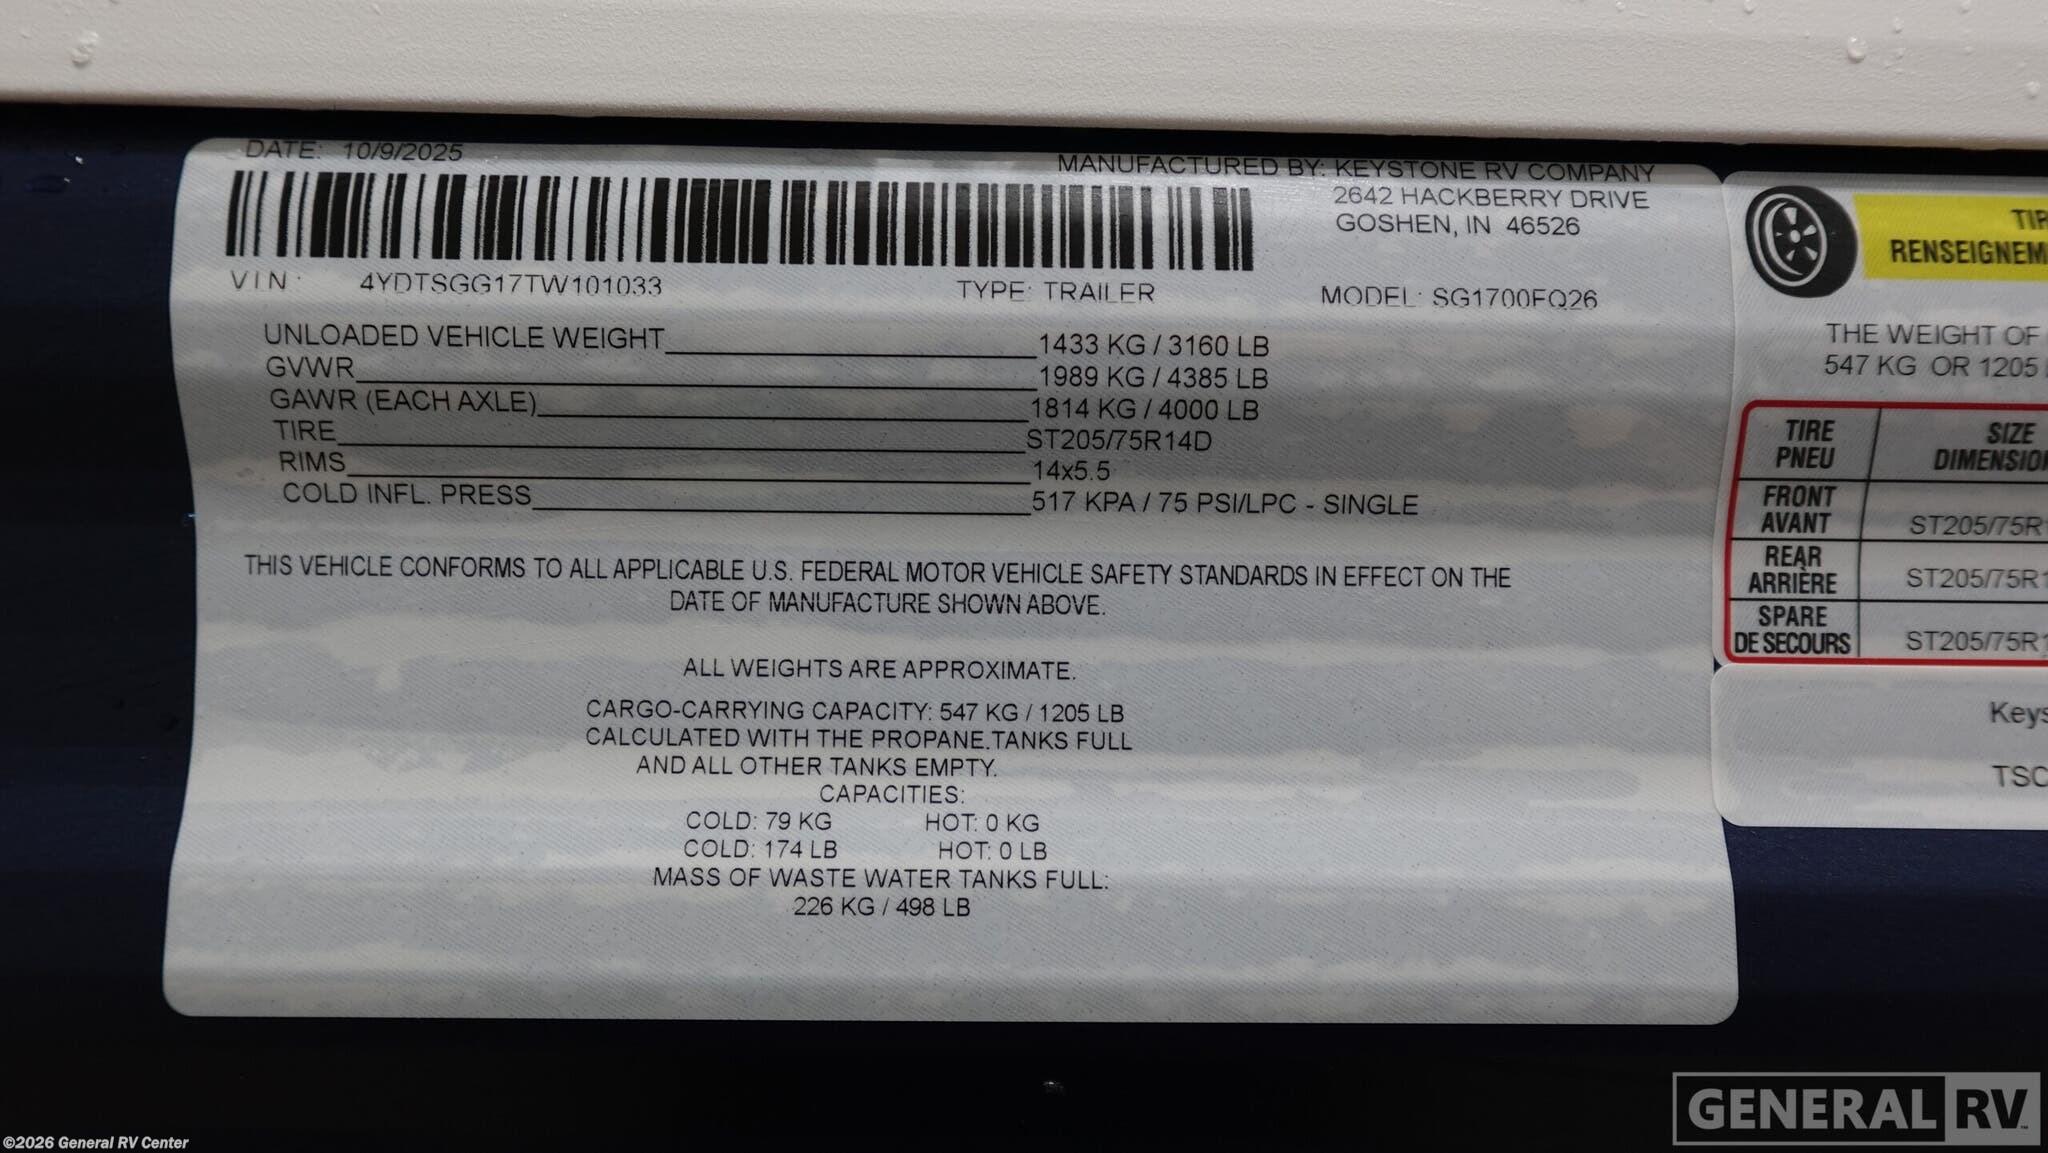 DATE: 10/9/2025
MANUFACTURED BY: KEYSTONE RV COMPANY
2642 HACKBERRY DRIVE
GOSHEN, IN 46526
VIN: 4YDTSGG17TW101033
TYPE: TRAILER
MODEL: SG1700FQ26
UNLOADED VEHICLE WEIGHT 1433 KG / 3160 LB
GVWR 1989 KG / 4385 LB
GAWR (EACH AXLE) 1814 KG / 4000 LB
TIRE ST205/75R14D
RIMS 14x5.5
COLD INFL. PRESS 517 KPA / 75 PSI/LPC - SINGLE
THIS VEHICLE CONFORMS TO ALL APPLICABLE U.S. FEDERAL MOTOR VEHICLE SAFETY STANDARDS IN EFFECT ON THE
DATE OF MANUFACTURE SHOWN ABOVE.
ALL WEIGHTS ARE APPROXIMATE.
CARGO-CARRYING CAPACITY: 547 KG / 1205 LB
CALCULATED WITH THE PROPANE.TANKS FULL
AND ALL OTHER TANKS EMPTY.
CAPACITIES:
COLD: 79 KG HOT: 0 KG
COLD: 174 LB HOT: 0 LB
MASS OF WASTE WATER TANKS FULL:
226 KG / 498 LB
THE WEIGHT OF
547 KG OR 1205
TIRE SIZE
PNEU
FRONT
AVANT ST205/75R
REAR
ARRIÈRE ST205/75R
SPARE
DE SECOURS ST205/75R
GENERAL RV
©2026 General RV Center